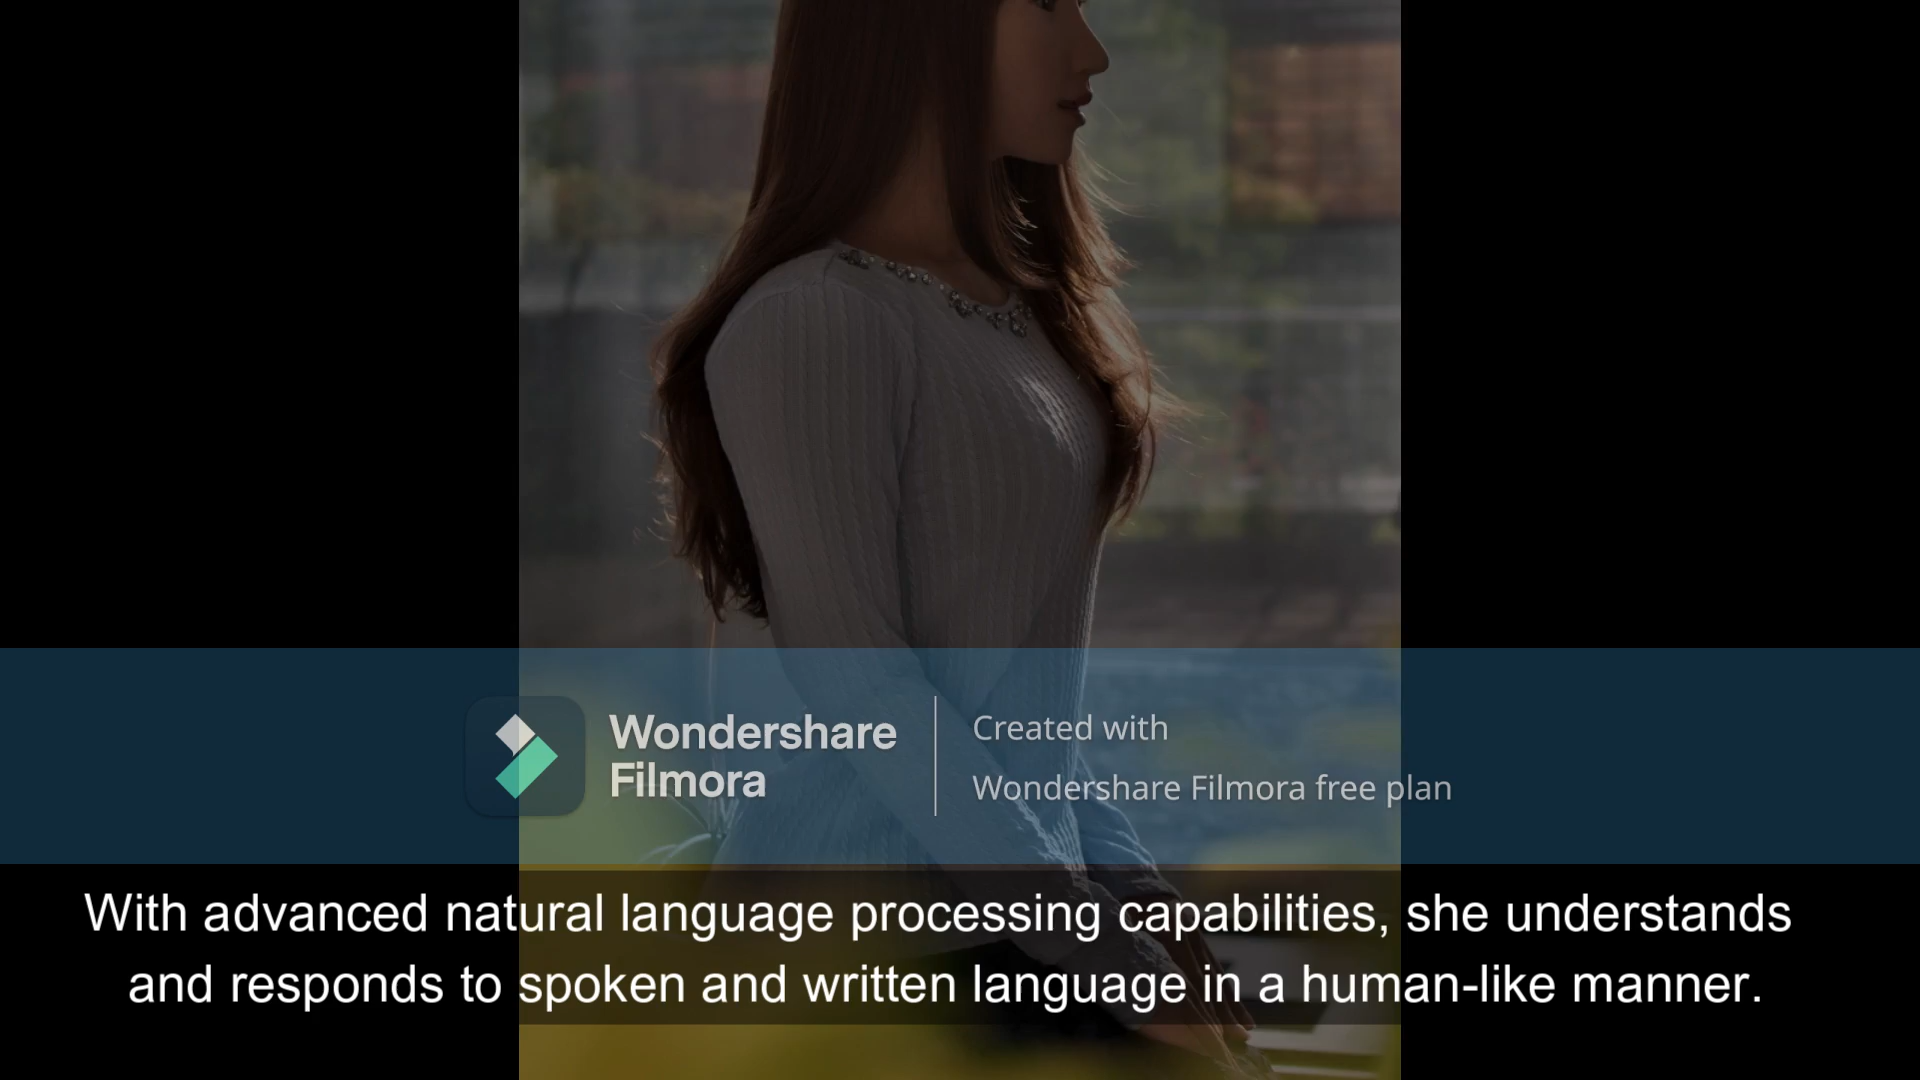 Wondershare
Filmora
Created with
Wondershare Filmora free plan
With advanced natural language processing capabilities, she understands
and responds to spoken and written language in a human-like manner.